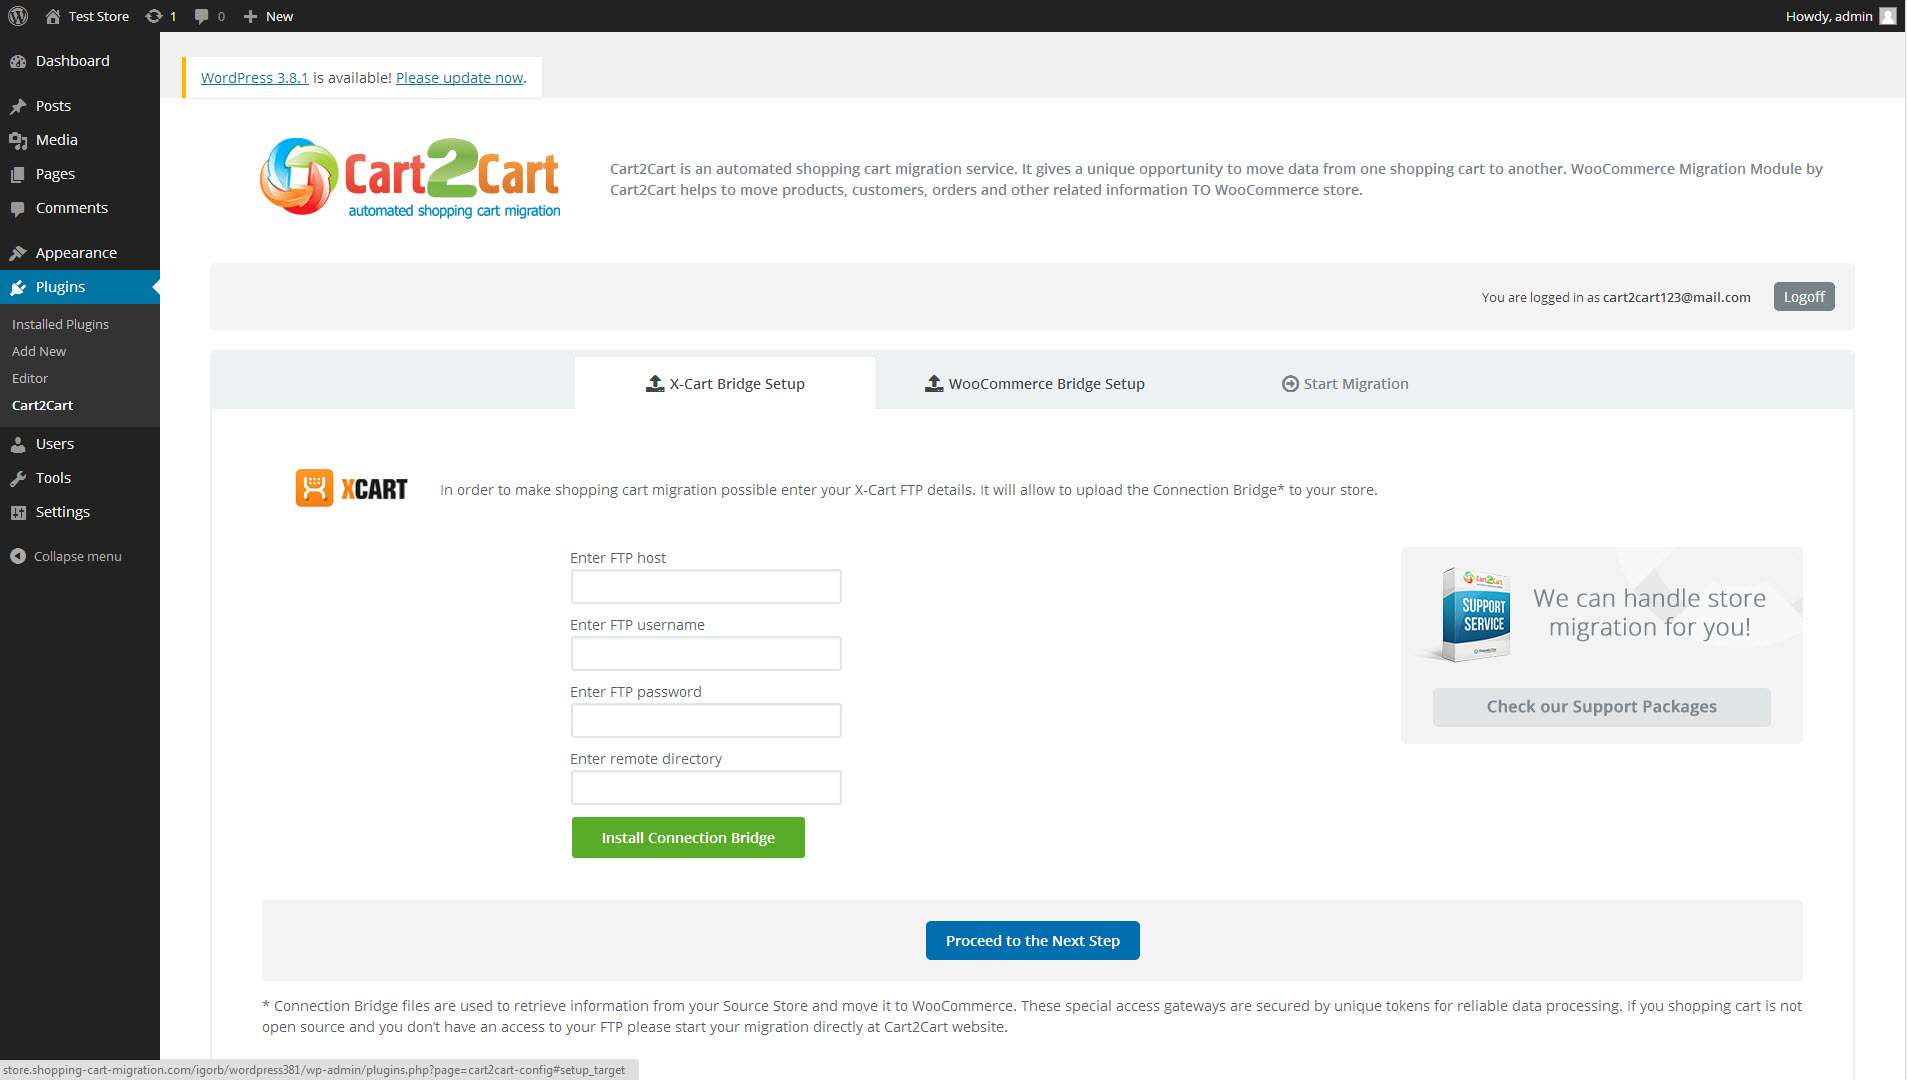 Test Store 1 0 New Howdy, admin
Dashboard
Posts
Media
Pages
Comments
Appearance
Plugins
Installed Plugins
Add New
Editor
Cart2Cart
Users
Tools
Settings
Collapse menu
WordPress 3.8.1 is available! Please update now.
Cart2Cart
automated shopping cart migration
Cart2Cart is an automated shopping cart migration service. It gives a unique opportunity to move data from one shopping cart to another. WooCommerce Migration Module by
Cart2Cart helps to move products, customers, orders and other related information TO WooCommerce store.
You are logged in as cart2cart123@mail.com Logoff
X-Cart Bridge Setup WooCommerce Bridge Setup Start Migration
XCART
In order to make shopping cart migration possible enter your X-Cart FTP details. It will allow to upload the Connection Bridge* to your store.
Enter FTP host
Enter FTP username
Enter FTP password
Enter remote directory
Install Connection Bridge
Cart2Cart
SUPPORT
SERVICE
We can handle store
migration for you!
Check our Support Packages
Proceed to the Next Step
* Connection Bridge files are used to retrieve information from your Source Store and move it to WooCommerce. These special access gateways are secured by unique tokens for reliable data processing. If you shopping cart is not
open source and you don't have an access to your FTP please start your migration directly at Cart2Cart website.
store.shopping-cart-migration.com/igorb/wordpress381/wp-admin/plugins.php?page=cart2cart-config#setup_target